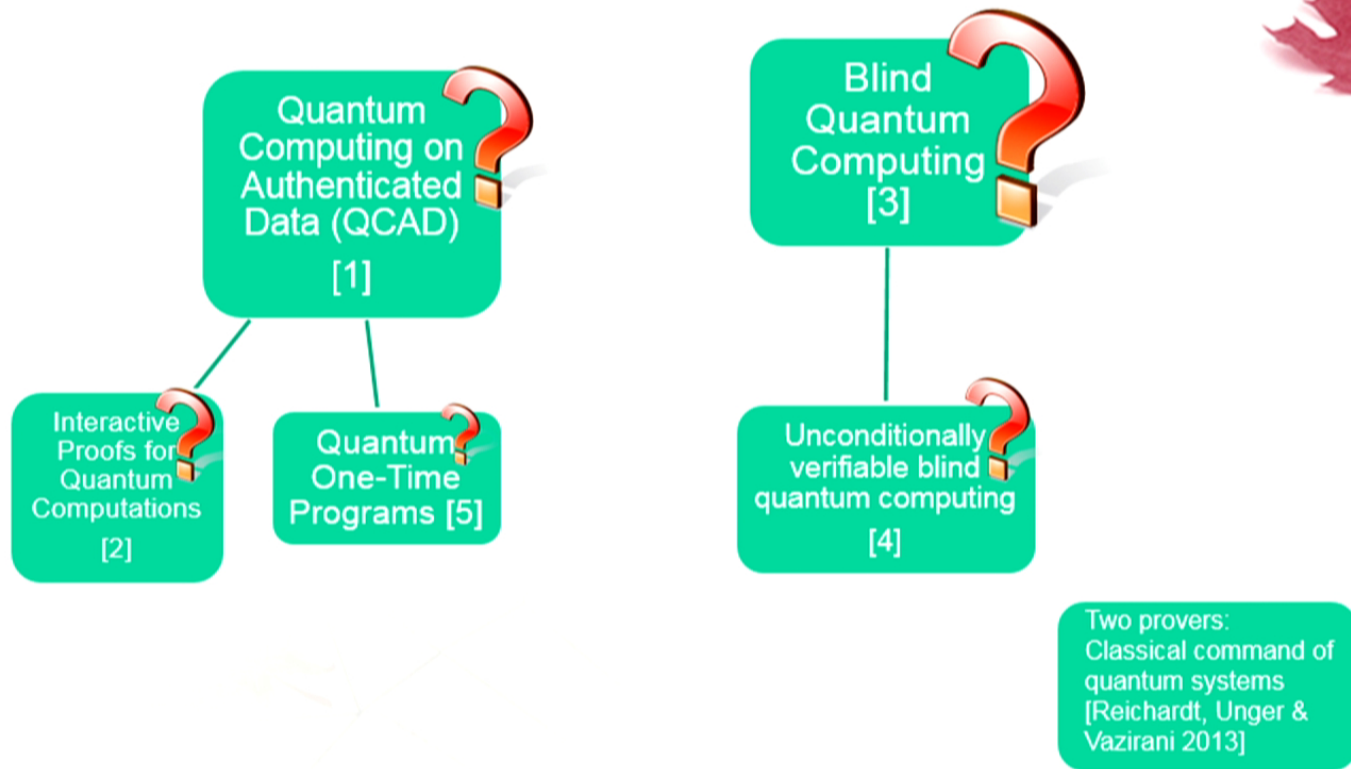 Quantum
Computing on
Authenticated
Data (QCAD)
[1]
Blind
Quantum
Computing
[3]
Interactive
Proofs for
Quantum
Computations
[2]
Quantum
One-Time
Programs [5]
Unconditionally
verifiable blind
quantum computing
[4]
Two provers:
Classical command of
quantum systems
[Reichardt, Unger &
Vazirani 2013]